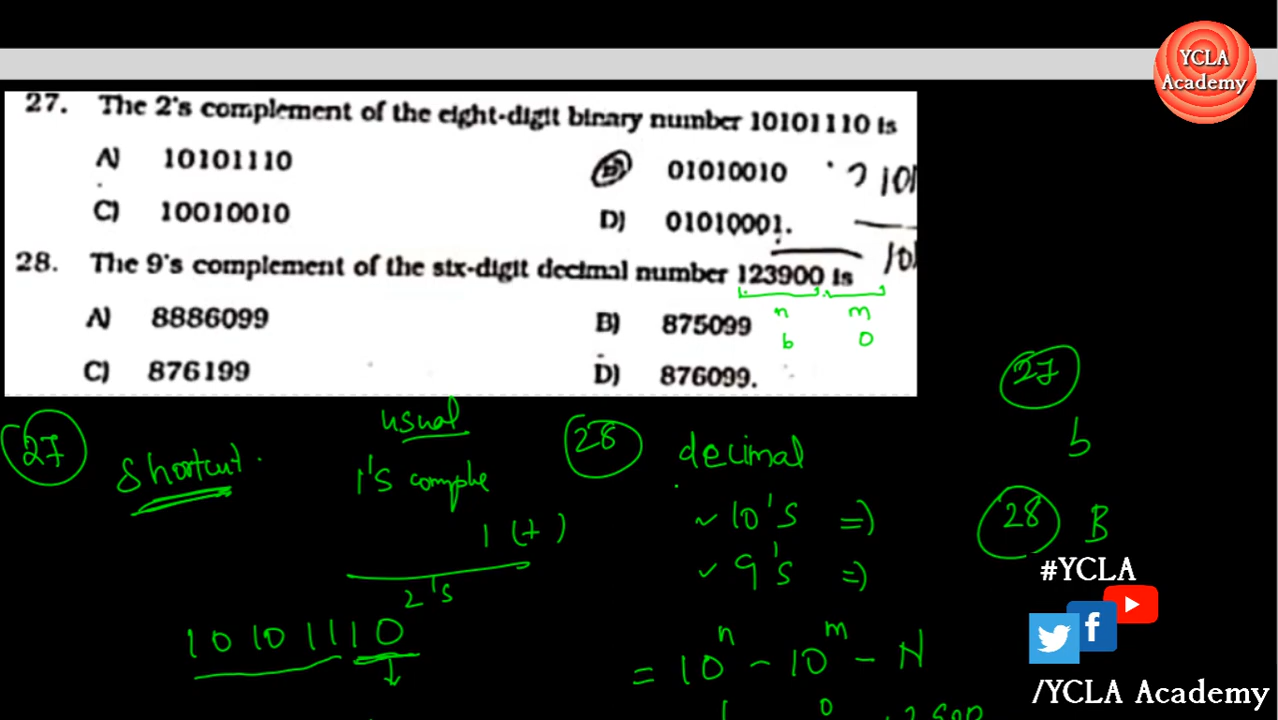 YCLA
Academy
27. The 2's complement of the eight-digit binary number 10101110 is
A) 10101110
B) 01010010
C) 10010010
D) 01010001.
28. The 9's complement of the six-digit decimal number 123900 is
A) 8886099
B) 875099
C) 876199
D) 876099.
n m
6 0
27
b
28 B
27
Shortcut.
usual
1's comple
1 (+)
2's
10101110
28 decimal
10's =>
9's =>
= 10^n - 10^m - N
#YCLA
/YCLA Academy